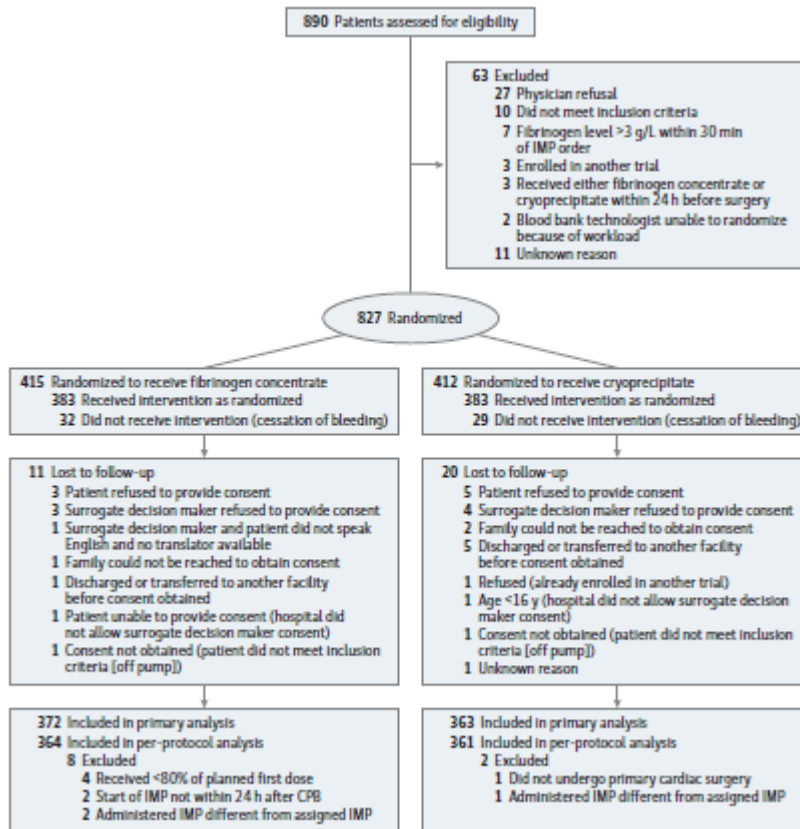 890 Patients assessed for eligibility
63 Excluded
27 Physician refusal
10 Did not meet inclusion criteria
7 Fibrinogen level >3 g/L within 30 min
of IMP order
3 Enrolled in another trial
3 Received either fibrinogen concentrate or
cryoprecipitate within 24 h before surgery
2 Blood bank technologist unable to randomize
because of workload
11 Unknown reason
827 Randomized
415 Randomized to receive fibrinogen concentrate
383 Received intervention as randomized
32 Did not receive intervention (cessation of bleeding)
412 Randomized to receive cryoprecipitate
383 Received intervention as randomized
29 Did not receive intervention (cessation of bleeding)
11 Lost to follow-up
3 Patient refused to provide consent
3 Surrogate decision maker refused to provide consent
1 Surrogate decision maker and patient did not speak
English and no translator available
1 Family could not be reached to obtain consent
1 Discharged or transferred to another facility
before consent obtained
1 Patient unable to provide consent (hospital did
not allow surrogate decision maker consent)
1 Consent not obtained (patient did not meet inclusion
criteria [off pump])
20 Lost to follow-up
5 Patient refused to provide consent
4 Surrogate decision maker refused to provide consent
2 Family could not be reached to obtain consent
5 Discharged or transferred to another facility
before consent obtained
1 Refused (already enrolled in another trial)
1 Age <16 y (hospital did not allow surrogate decision
maker consent)
1 Consent not obtained (patient did not meet inclusion
criteria [off pump])
1 Unknown reason
372 Included in primary analysis
364 Included in per-protocol analysis
8 Excluded
4 Received <80% of planned first dose
2 Start of IMP not within 24 h after CPB
2 Administered IMP different from assigned IMP
363 Included in primary analysis
361 Included in per-protocol analysis
2 Excluded
1 Did not undergo primary cardiac surgery
1 Administered IMP different from assigned IMP